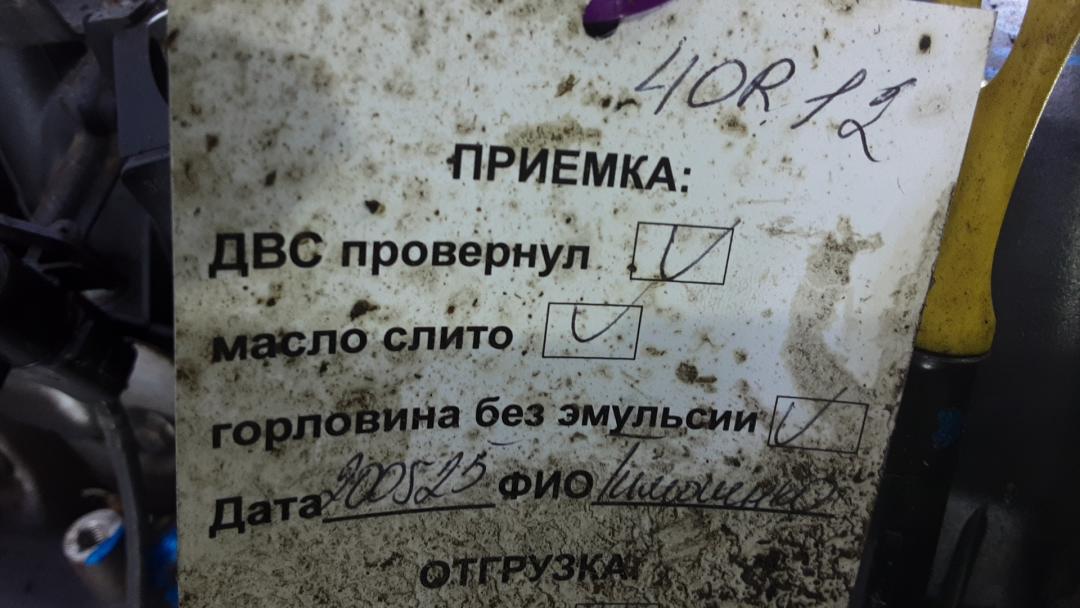 40R 12
ПРИЕМКА:
ДВС провернул
масло слито
горловина без эмульсии
Дата 200525 ФИО
ОТГРУЗКА: